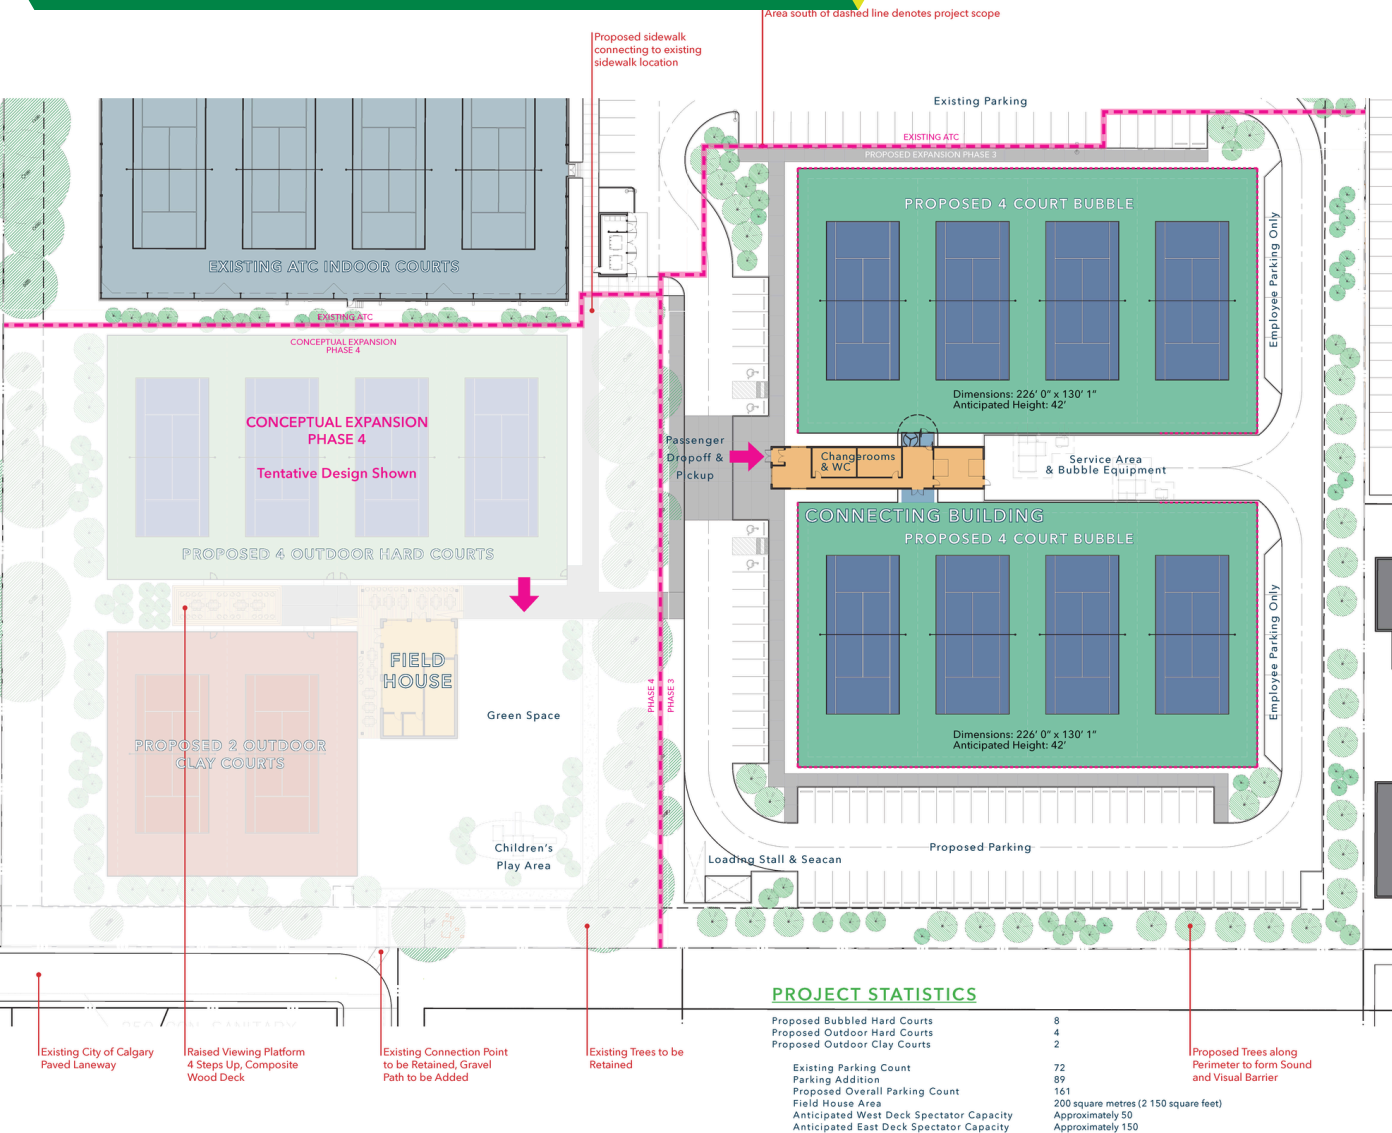 Area south of dashed line denotes project scope
Proposed sidewalk
connecting to existing
sidewalk location
Existing Parking
EXISTING ATC
PROPOSED EXPANSION PHASE 3
PROPOSED 4 COURT BUBBLE
EXISTING ATC INDOOR COURTS
EXISTING ATC
CONCEPTUAL EXPANSION
PHASE 4
Employee Parking Only
Dimensions: 226' 0" x 130' 1"
Anticipated Height: 42'
CONCEPTUAL EXPANSION
PHASE 4
Tentative Design Shown
Passenger
Dropoff &
Pickup
Changerooms
& WC
Service Area
& Bubble Equipment
CONNECTING BUILDING
PROPOSED 4 COURT BUBBLE
PROPOSED 4 OUTDOOR HARD COURTS
Employee Parking Only
FIELD
HOUSE
PHASE 4
PHASE 3
Green Space
Dimensions: 226' 0" x 130' 1"
Anticipated Height: 42'
PROPOSED 2 OUTDOOR
CLAY COURTS
Children's
Play Area
Proposed Parking
Loading Stall & Seacan
PROJECT STATISTICS
Proposed Bubbled Hard Courts 8
Proposed Outdoor Hard Courts 4
Proposed Outdoor Clay Courts 2
Existing Parking Count 72
Parking Addition 89
Proposed Overall Parking Count 161
Field House Area 200 square metres (2 150 square feet)
Anticipated West Deck Spectator Capacity Approximately 50
Anticipated East Deck Spectator Capacity Approximately 150
Existing City of Calgary
Paved Laneway
Raised Viewing Platform
4 Steps Up, Composite
Wood Deck
Existing Connection Point
to be Retained, Gravel
Path to be Added
Existing Trees to be
Retained
Proposed Trees along
Perimeter to form Sound
and Visual Barrier